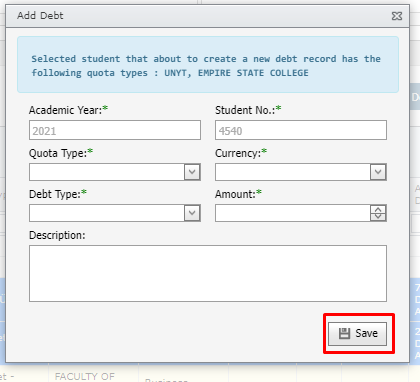 Add Debt
Selected student that about to create a new debt record has the
following quota types : UNYT, EMPIRE STATE COLLEGE
Academic Year:* Student No.:*
2021 4540
Quota Type:* Currency:*
Debt Type:* Amount:*
Description:
Save
FACULTY OF
Business